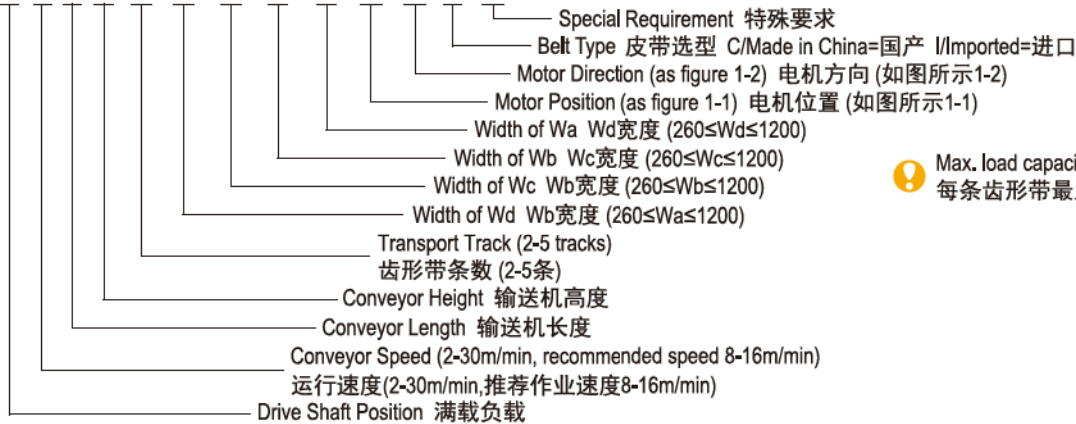 Special Requirement 特殊要求
Belt Type 皮带选型 C/Made in China=国产 I/Imported=进口
Motor Direction (as figure 1-2) 电机方向 (如图所示1-2)
Motor Position (as figure 1-1) 电机位置 (如图所示1-1)
Width of Wa Wd宽度 (260≤Wd≤1200)
Width of Wb Wc宽度 (260≤Wc≤1200)
Width of Wc Wb宽度 (260≤Wb≤1200)
Width of Wd Wb宽度 (260≤Wa≤1200)
Max. load capaci
每条齿形带最
Transport Track (2-5 tracks)
齿形带条数 (2-5条)
Conveyor Height 输送机高度
Conveyor Length 输送机长度
Conveyor Speed (2-30m/min, recommended speed 8-16m/min)
运行速度(2-30m/min,推荐作业速度8-16m/min)
Drive Shaft Position 满载负载